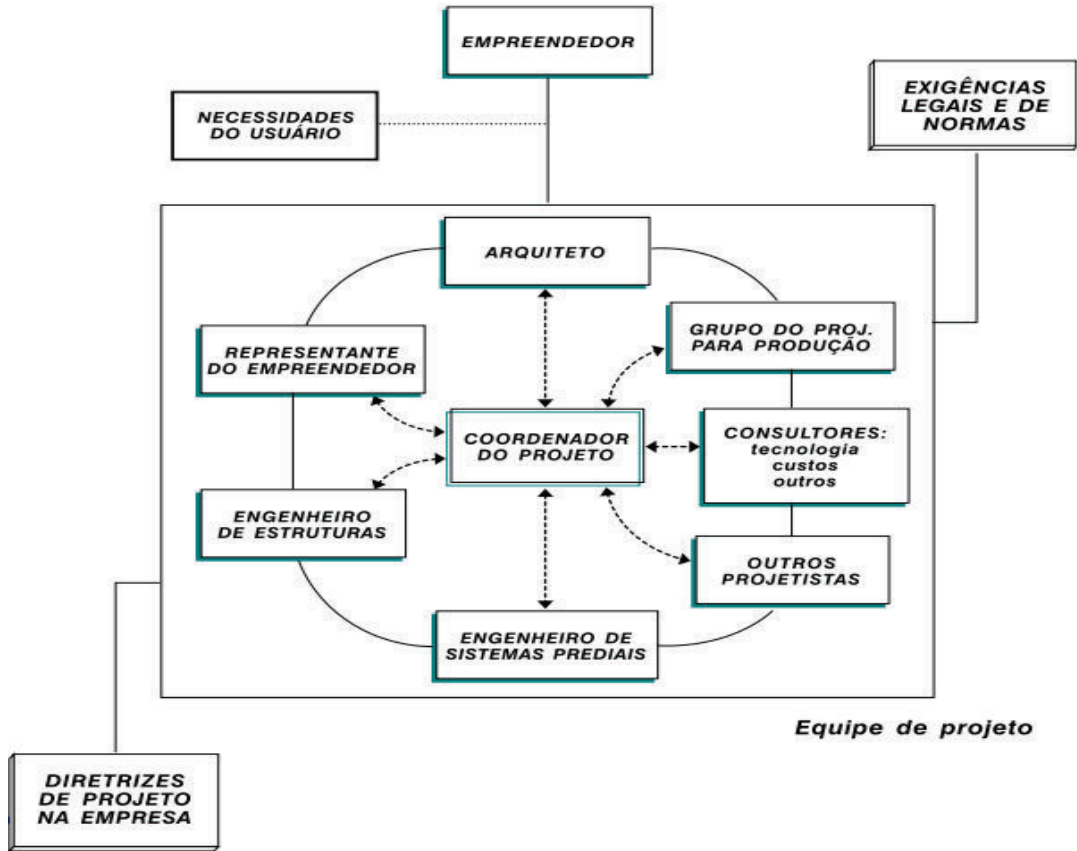 EMPREENDEDOR
NECESSIDADES
DO USUÁRIO
EXIGÊNCIAS
LEGAIS E DE
NORMAS
ARQUITETO
REPRESENTANTE
DO EMPREENDEDOR
GRUPO DO PROJ.
PARA PRODUÇÃO
COORDENADOR
DO PROJETO
CONSULTORES:
tecnologia
custos
outros
ENGENHEIRO
DE ESTRUTURAS
OUTROS
PROJETISTAS
ENGENHEIRO DE
SISTEMAS PREDIAIS
Equipe de projeto
DIRETRIZES
DE PROJETO
NA EMPRESA